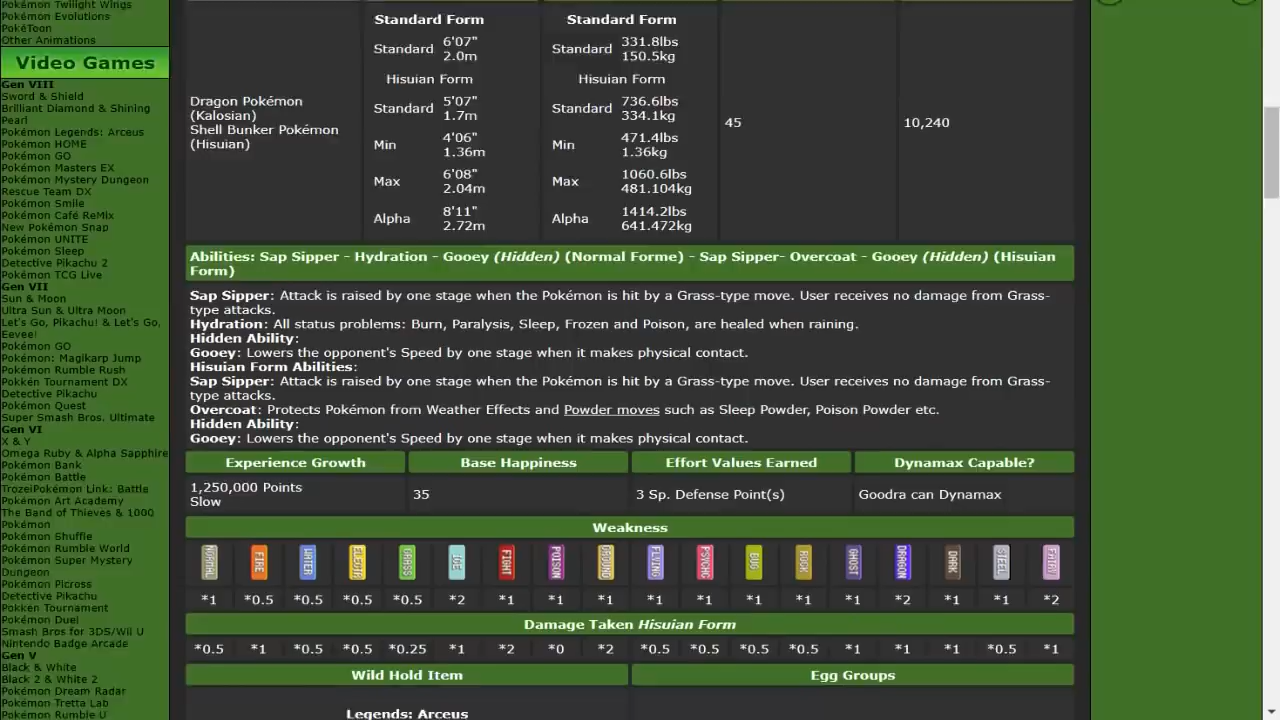 Pokémon Twilight Wings
Pokémon Evolutions
PokéToon
Other Animations
Video Games
Gen VIII
Sword & Shield
Brilliant Diamond & Shining
Pearl
Pokémon Legends: Arceus
Pokémon HOME
Pokémon GO
Pokémon Masters EX
Pokémon Mystery Dungeon
Rescue Team DX
Pokémon Smile
Pokémon Café ReMix
New Pokémon Snap
Pokémon UNITE
Pokémon Sleep
Detective Pikachu 2
Pokémon TCG Live
Gen VII
Sun & Moon
Ultra Sun & Ultra Moon
Let's Go, Pikachu! & Let's Go,
Eevee!
Pokémon GO
Pokémon: Magikarp Jump
Pokémon Rumble Rush
Pokkén Tournament DX
Detective Pikachu
Pokémon Quest
Super Smash Bros. Ultimate
Gen VI
X & Y
Omega Ruby & Alpha Sapphire
Pokémon Bank
Pokémon Battle
TrozeiPokémon Link: Battle
Pokémon Art Academy
The Band of Thieves & 1000
Pokémon
Pokémon Shuffle
Pokémon Rumble World
Pokémon Super Mystery
Dungeon
Pokémon Picross
Detective Pikachu
Pokkén Tournament
Pokémon Duel
Smash Bros for 3DS/Wii U
Nintendo Badge Arcade
Gen V
Black & White
Black 2 & White 2
Pokémon Dream Radar
Pokémon Tretta Lab
Pokémon Rumble U
Dragon Pokémon
(Kalosian)
Shell Bunker Pokémon
(Hisuian)
Standard Form
Standard 6'07"
2.0m
Hisuian Form
Standard 5'07"
1.7m
Min 4'06"
1.36m
Max 6'08"
2.04m
Alpha 8'11"
2.72m
Standard Form
Standard 331.8lbs
150.5kg
Hisuian Form
Standard 736.6lbs
334.1kg
Min 471.4lbs
1.36kg
Max 1060.6lbs
481.104kg
Alpha 1414.2lbs
641.472kg
45
10,240
Abilities: Sap Sipper - Hydration - Gooey (Hidden) (Normal Forme) - Sap Sipper- Overcoat - Gooey (Hidden) (Hisuian
Form)
Sap Sipper: Attack is raised by one stage when the Pokémon is hit by a Grass-type move. User receives no damage from Grass-
type attacks.
Hydration: All status problems: Burn, Paralysis, Sleep, Frozen and Poison, are healed when raining.
Hidden Ability:
Gooey: Lowers the opponent's Speed by one stage when it makes physical contact.
Hisuian Form Abilities:
Sap Sipper: Attack is raised by one stage when the Pokémon is hit by a Grass-type move. User receives no damage from Grass-
type attacks.
Overcoat: Protects Pokémon from Weather Effects and Powder moves such as Sleep Powder, Poison Powder etc.
Hidden Ability:
Gooey: Lowers the opponent's Speed by one stage when it makes physical contact.
Experience Growth Base Happiness Effort Values Earned Dynamax Capable?
1,250,000 Points
Slow
35
3 Sp. Defense Point(s)
Goodra can Dynamax
Weakness
NORMAL FIRE WATER ELECTR GRASS ICE FIGHT POISON GROUND FLYING PSYCHC BUG ROCK GHOST DRAGON DARK STEEL FAIRY
*1 *0.5 *0.5 *0.5 *0.5 *2 *1 *1 *1 *1 *1 *1 *1 *1 *2 *1 *1 *2
Damage Taken Hisuian Form
*0.5 *1 *0.5 *0.5 *0.25 *1 *2 *0 *2 *0.5 *0.5 *0.5 *0.5 *1 *1 *1 *0.5 *1
Wild Hold Item Egg Groups
Legends: Arceus